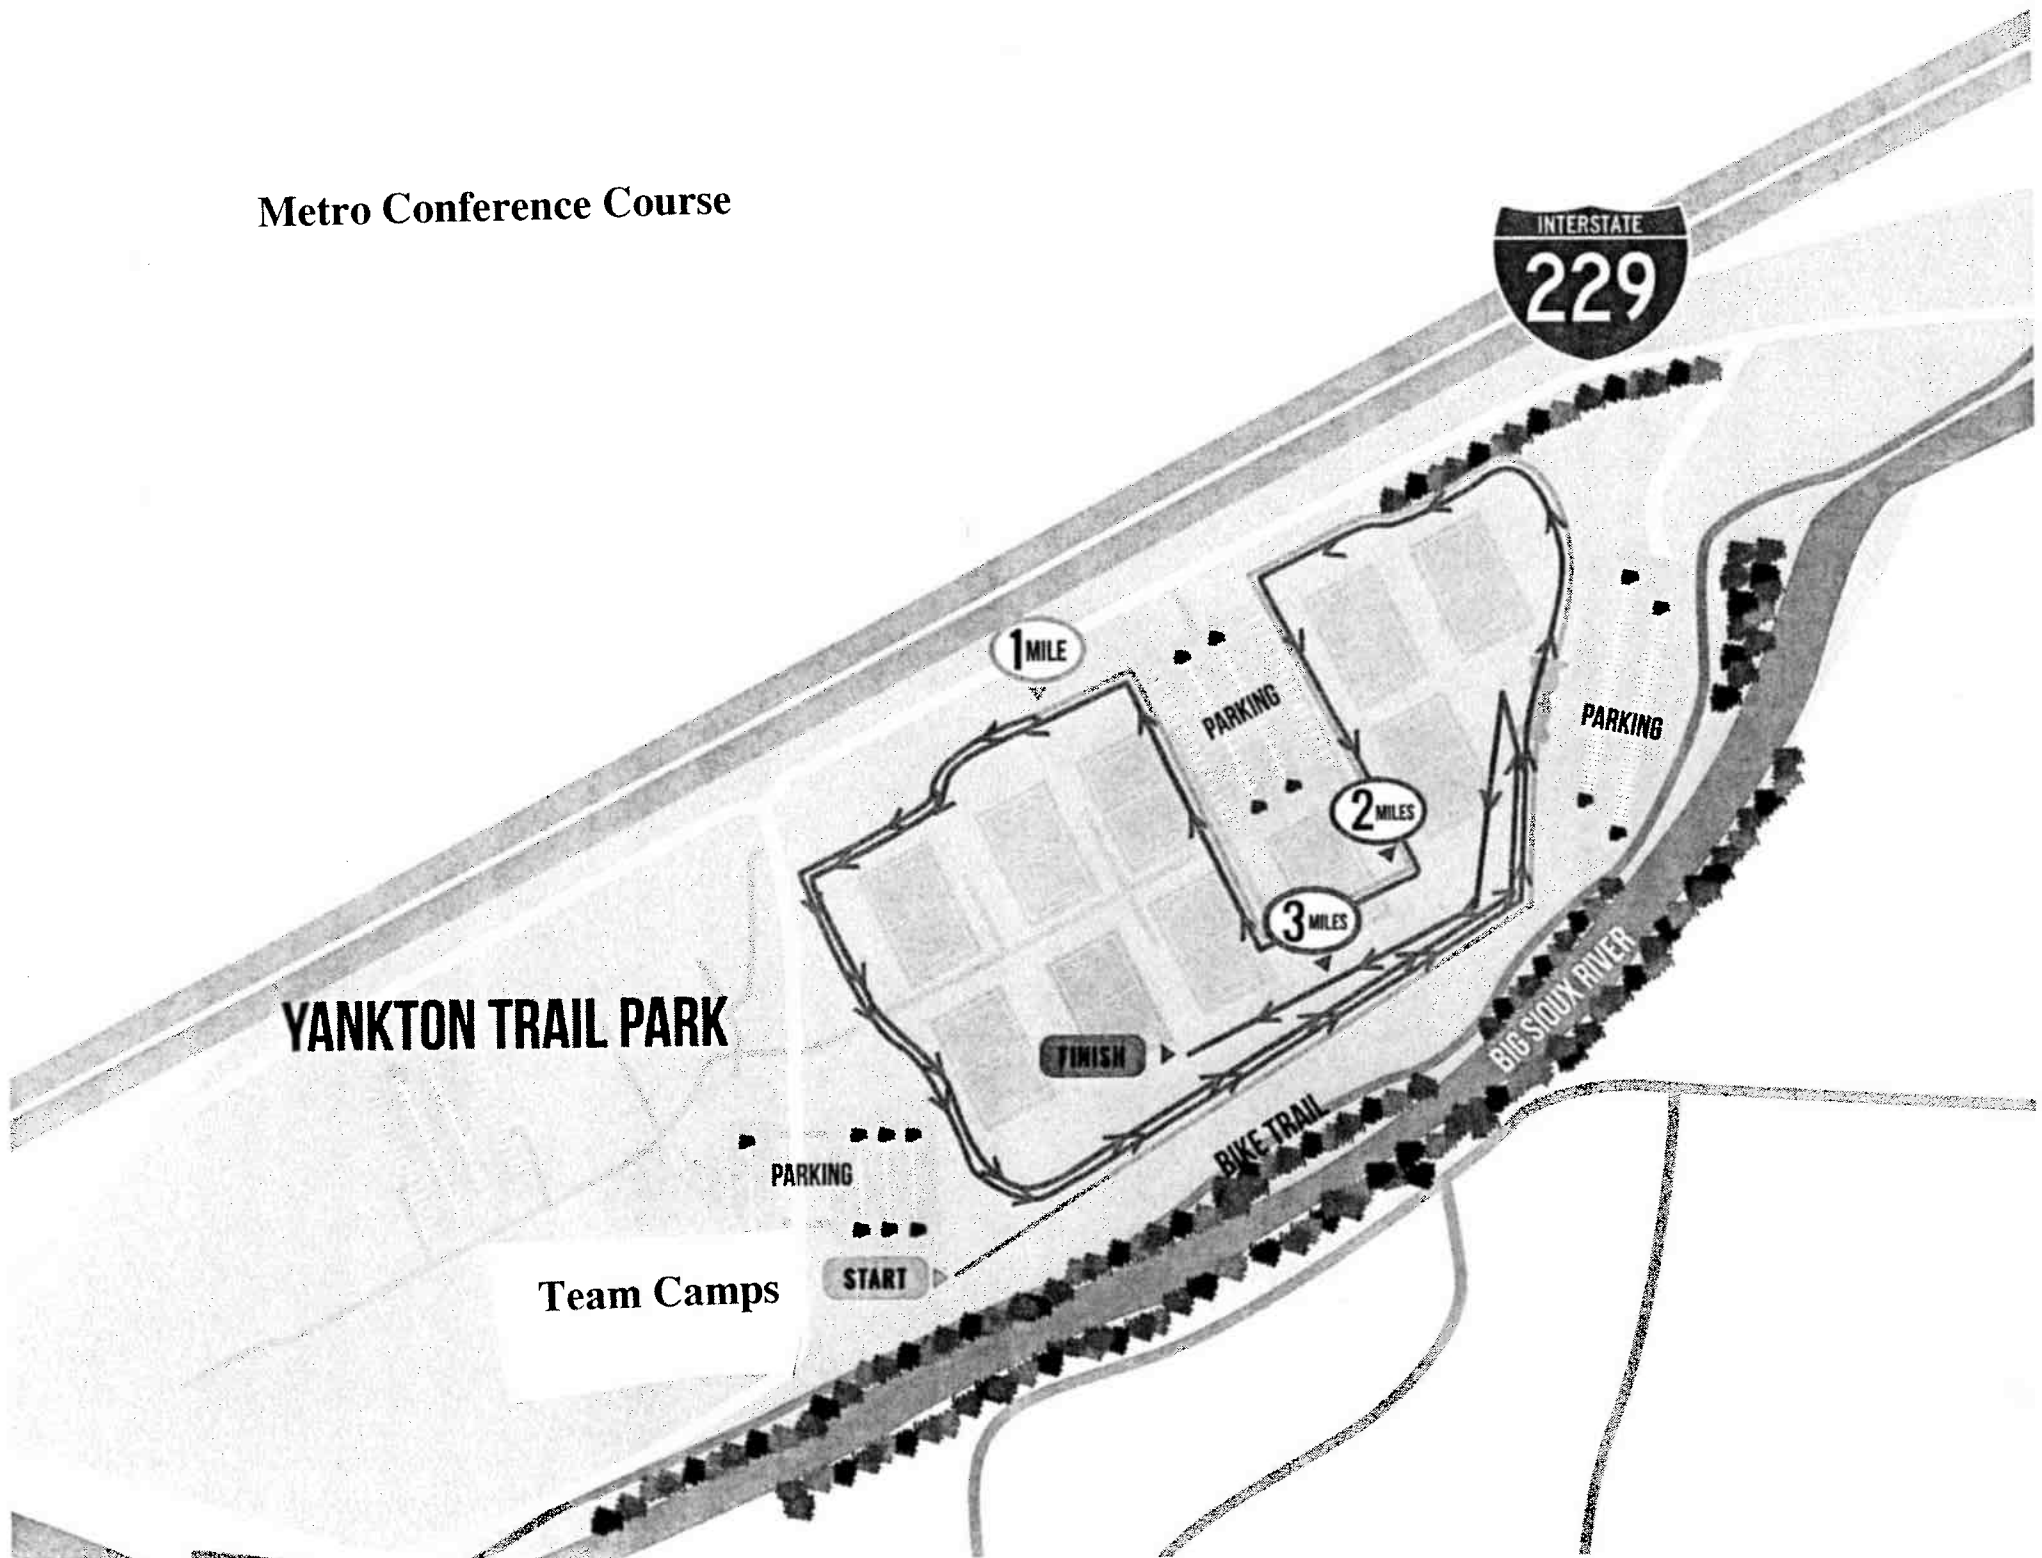 Metro Conference Course
INTERSTATE
229
1 MILE
PARKING
PARKING
2 MILES
3 MILES
YANKTON TRAIL PARK
FINISH
BIG SIOUX RIVER
BIKE TRAIL
PARKING
START
Team Camps